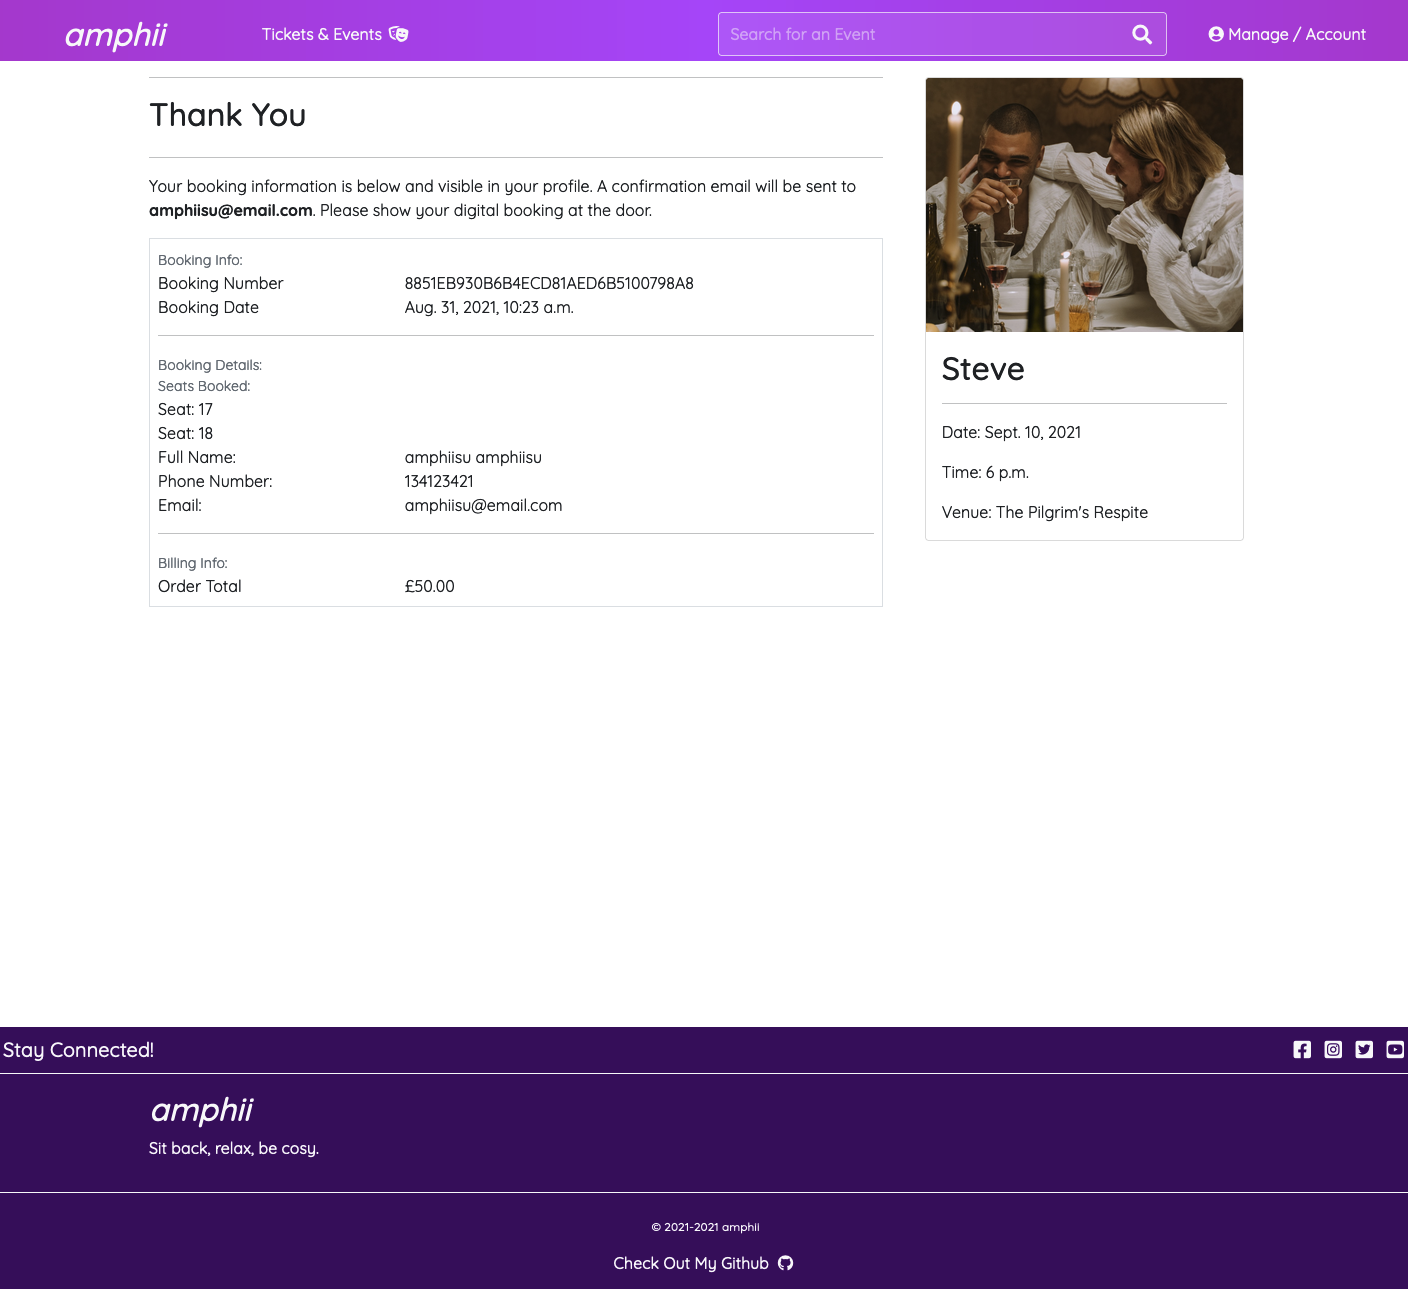 amphii
Tickets & Events
Search for an Event
Manage / Account
Thank You
Your booking information is below and visible in your profile. A confirmation email will be sent to
amphiisu@email.com. Please show your digital booking at the door.
Booking Info:
Booking Number 8851EB930B6B4ECD81AED6B5100798A8
Booking Date Aug. 31, 2021, 10:23 a.m.
Booking Details:
Seats Booked:
Seat: 17
Seat: 18
Full Name: amphiisu amphiisu
Phone Number: 134123421
Email: amphiisu@email.com
Billing Info:
Order Total £50.00
Steve
Date: Sept. 10, 2021
Time: 6 p.m.
Venue: The Pilgrim's Respite
Stay Connected!
amphii
Sit back, relax, be cosy.
© 2021-2021 amphii
Check Out My Github